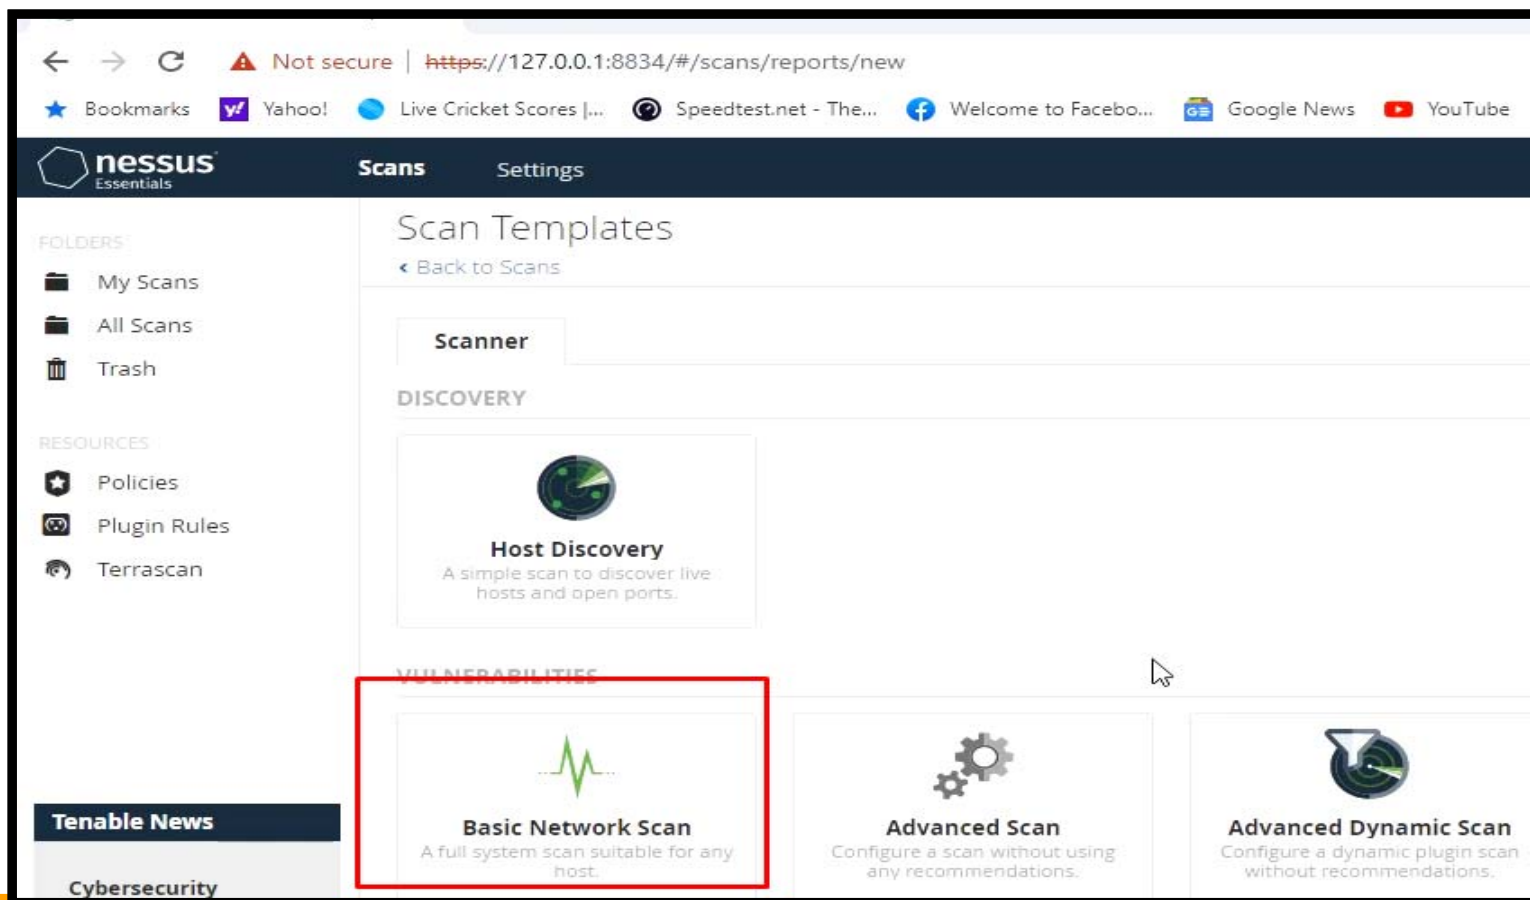 Not secure | https://127.0.0.1:8834/#/scans/reports/new
Bookmarks Yahoo! Live Cricket Scores |... Speedtest.net - The... Welcome to Facebo... Google News YouTube
nessus
Essentials
Scans Settings
FOLDERS
My Scans
All Scans
Trash
RESOURCES
Policies
Plugin Rules
Terrascan
Tenable News
Cybersecurity
Scan Templates
Back to Scans
Scanner
DISCOVERY
Host Discovery
A simple scan to discover live
hosts and open ports.
VULNERABILITIES
Basic Network Scan
A full system scan suitable for any
host.
Advanced Scan
Configure a scan without using
any recommendations.
Advanced Dynamic Scan
Configure a dynamic plugin scan
without recommendations.